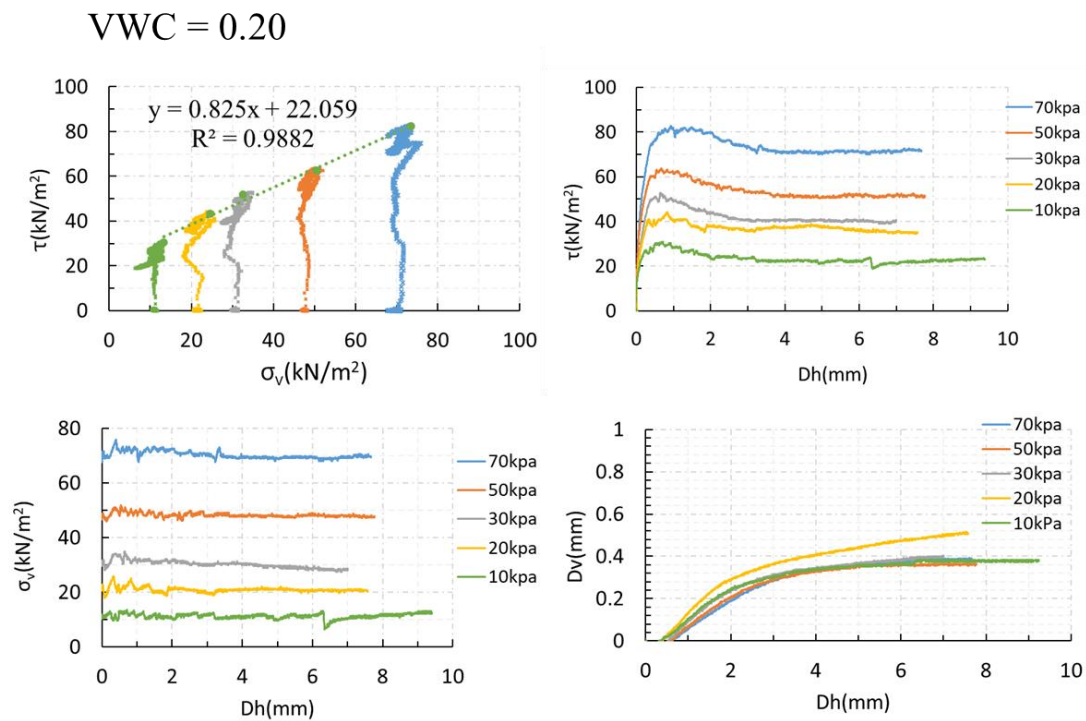 VWC = 0.20
100
80
60
40
20
0
τ(kN/m²)
y = 0.825x + 22.059
R² = 0.9882
0 20 40 60 80 100
σᵥ(kN/m²)
100
80
60
40
20
0
τ(kN/m²)
0 2 4 6 8 10
Dh(mm)
70kpa
50kpa
30kpa
20kpa
10kpa
80
60
40
20
0
σᵥ(kN/m²)
0 2 4 6 8 10
Dh(mm)
70kpa
50kpa
30kpa
20kpa
10kpa
1
0.8
0.6
0.4
0.2
0
Dv(mm)
0 2 4 6 8 10
Dh(mm)
70kpa
50kpa
30kpa
20kpa
10kPa